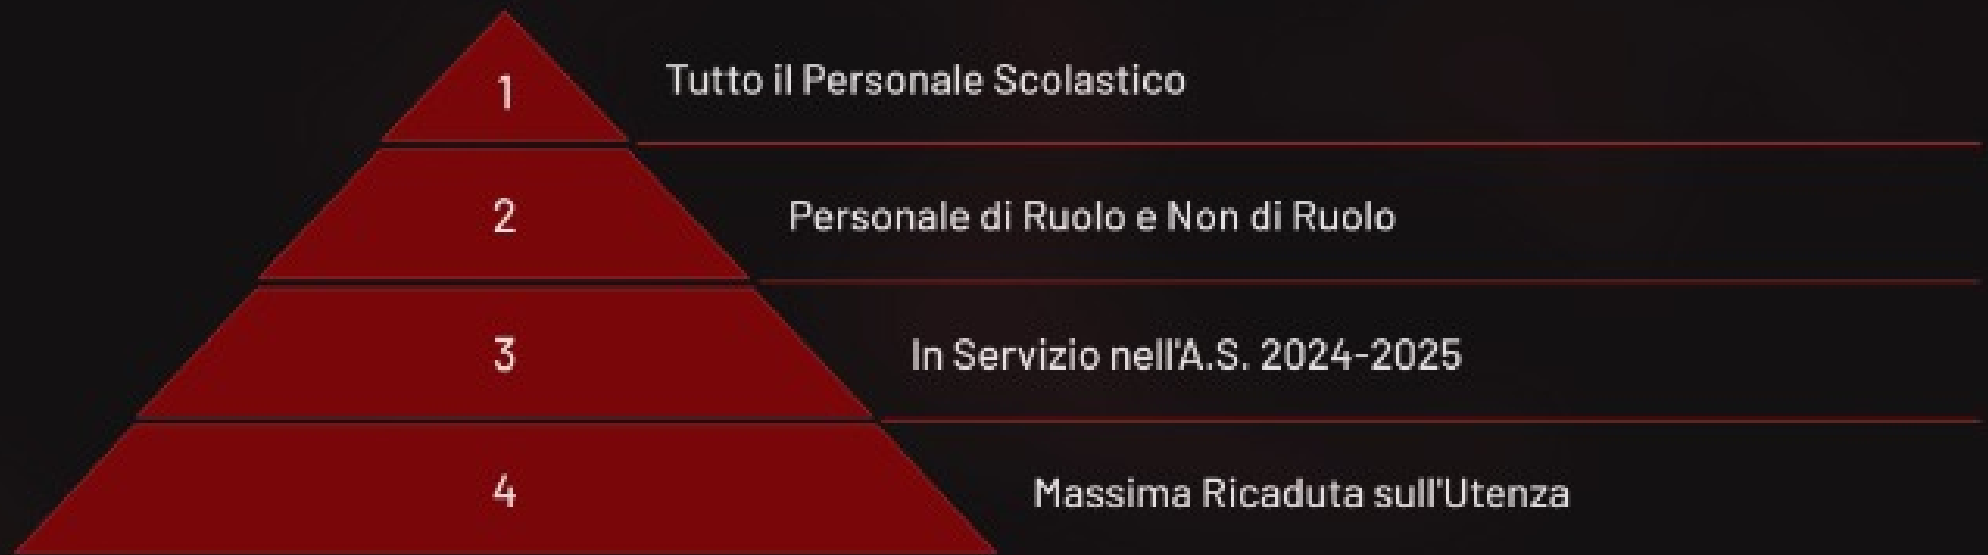 1
Tutto il Personale Scolastico
2
Personale di Ruolo e Non di Ruolo
3
In Servizio nell'A.S. 2024-2025
4
Massima Ricaduta sull'Utenza